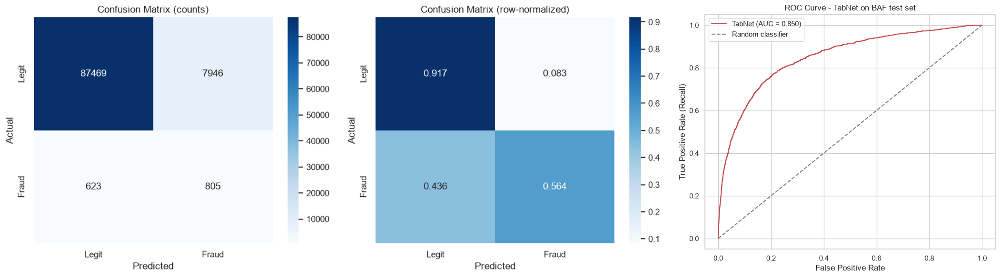 Confusion Matrix (counts)
Actual
Legit
Fraud
87469
7946
623
805
Legit
Fraud
Predicted
80000
70000
60000
50000
40000
30000
20000
10000
Confusion Matrix (row-normalized)
Actual
Legit
Fraud
0.917
0.083
0.436
0.564
Legit
Fraud
Predicted
0.9
0.8
0.7
0.6
0.5
0.4
0.3
0.2
0.1
ROC Curve - TabNet on BAF test set
TabNet (AUC = 0.850)
Random classifier
True Positive Rate (Recall)
1.0
0.8
0.6
0.4
0.2
0.0
0.0
0.2
0.4
0.6
0.8
1.0
False Positive Rate